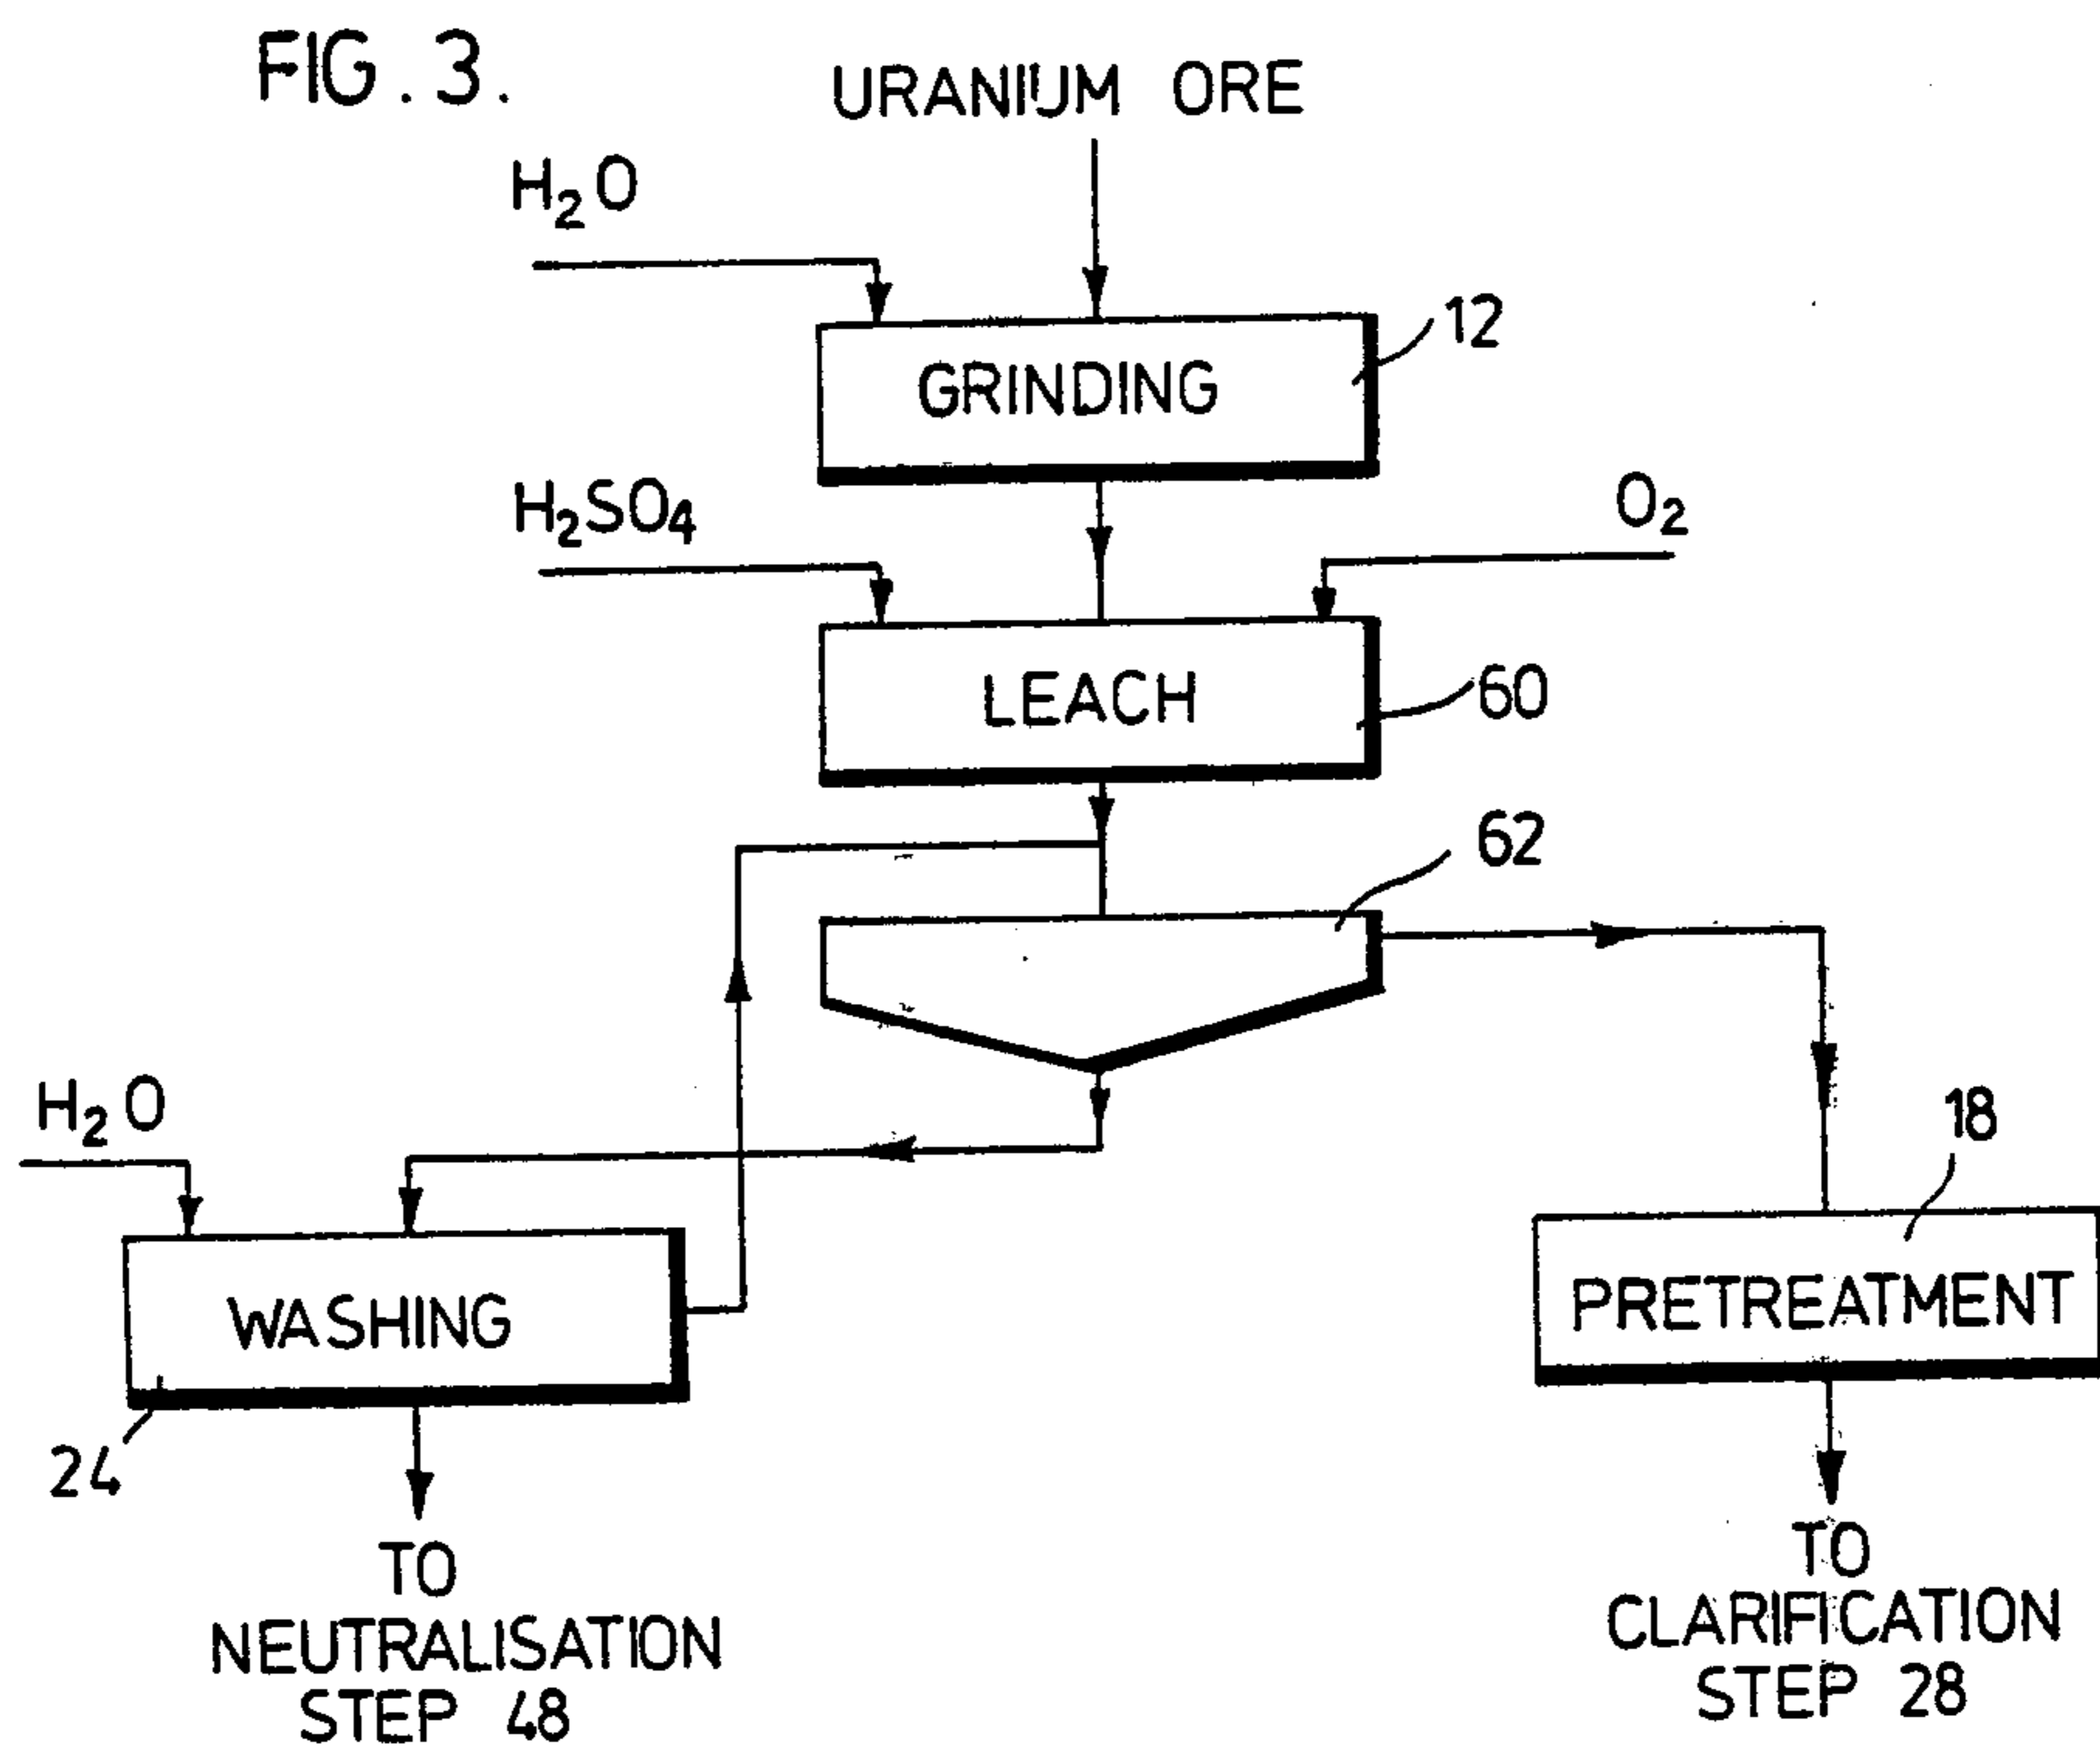 FIG. 3.
URANIUM ORE
H₂O
12
GRINDING
H₂SO₄
O₂
LEACH
60
62
H₂O
18
WASHING
PRETREATMENT
24
TO
NEUTRALISATION
STEP 48
TO
CLARIFICATION
STEP 28